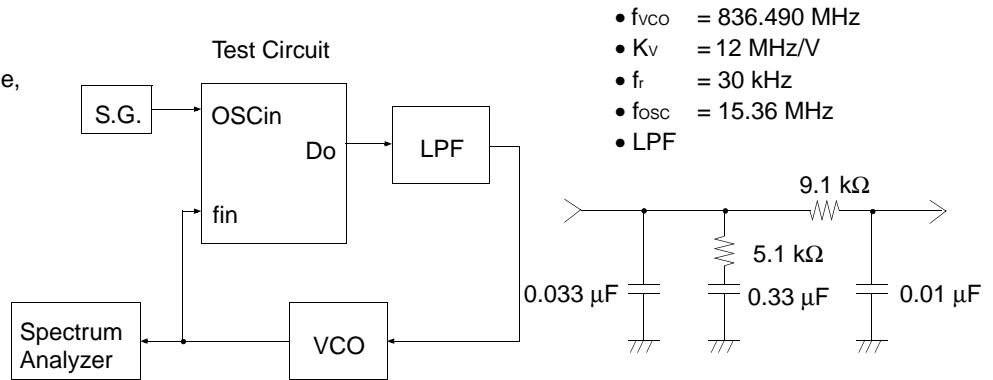 • fVCO = 836.490 MHz
• KV = 12 MHz/V
• fr = 30 kHz
• fOSC = 15.36 MHz
• LPF
Test Circuit
e,
S.G.
OSCin
Do
LPF
fin
Spectrum
Analyzer
VCO
9.1 kΩ
5.1 kΩ
0.033 µF
0.33 µF
0.01 µF